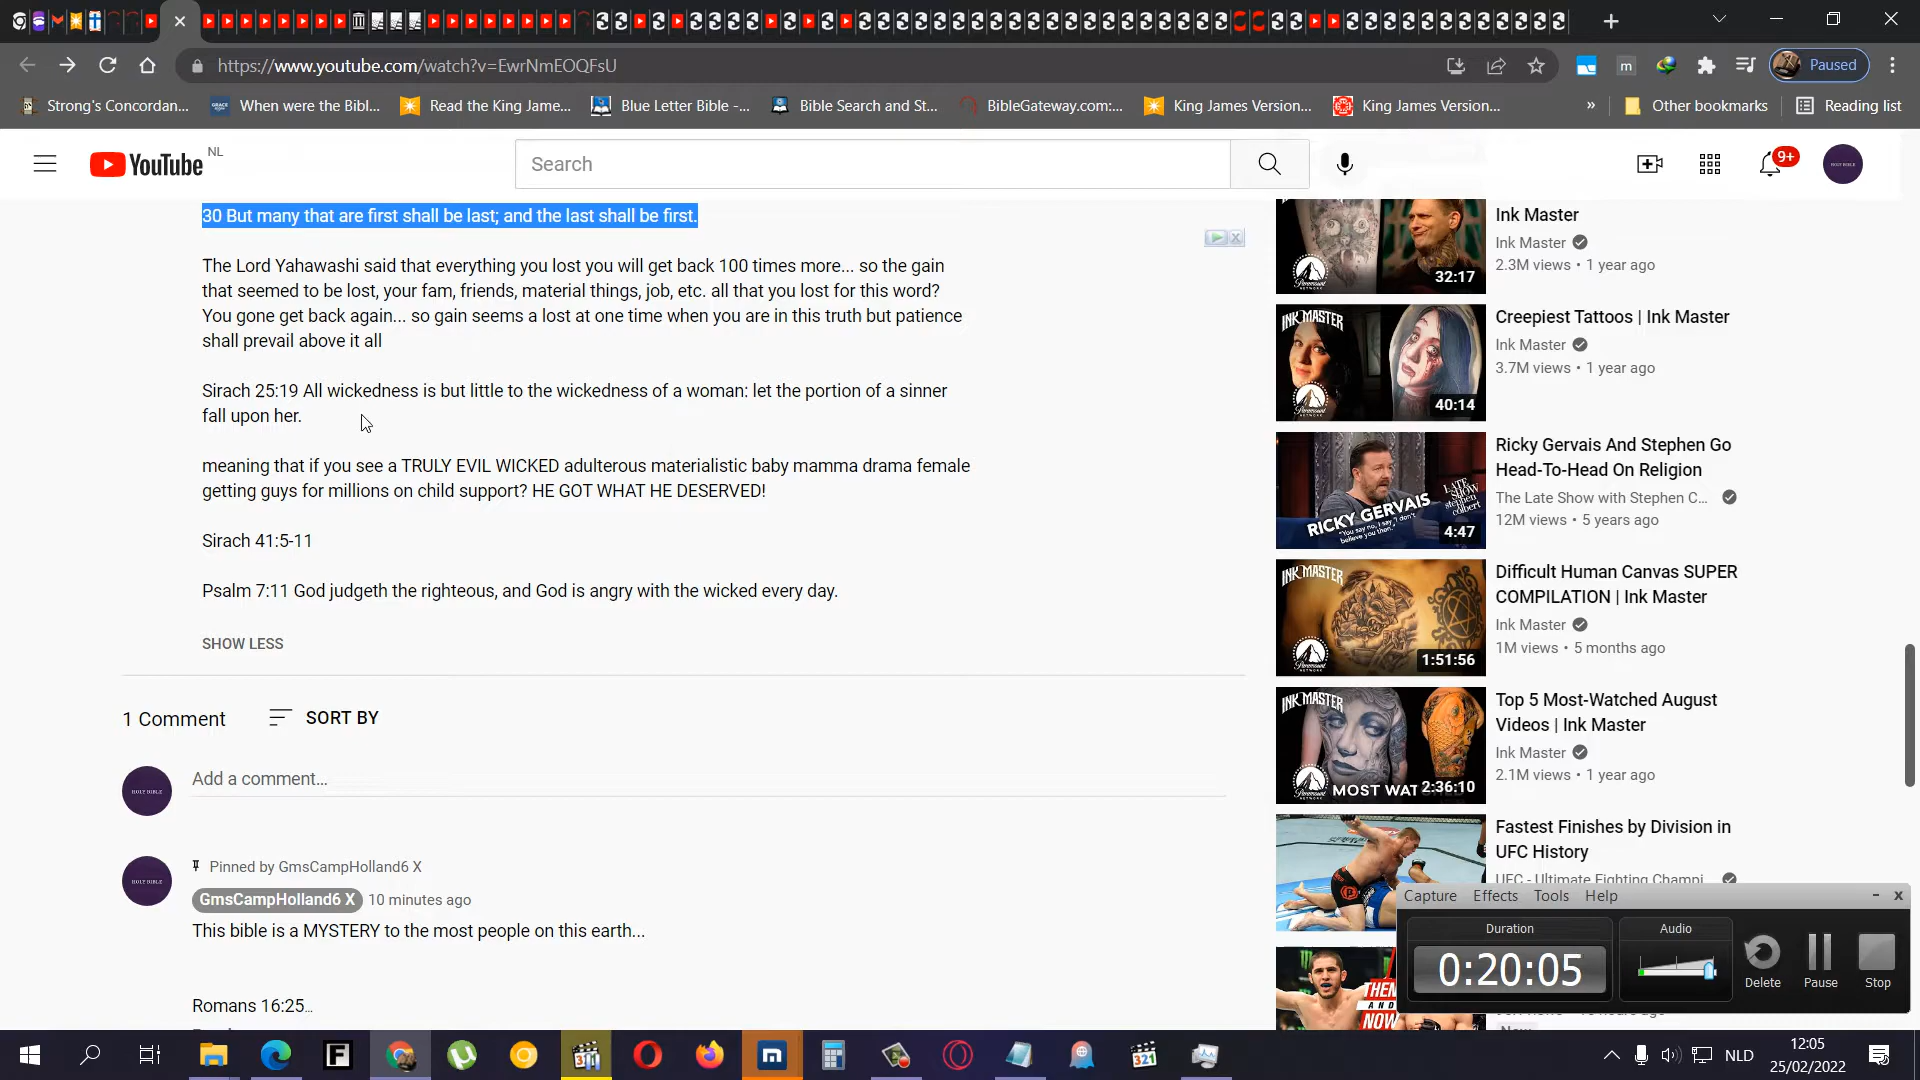 https://www.youtube.com/watch?v=EwrNmEOQFsU
Paused
Strong's Concordan...
When were the Bibl...
Read the King Jame...
Blue Letter Bible -...
Bible Search and St...
BibleGateway.com:...
King James Version...
King James Version...
»
Other bookmarks
Reading list
YouTube NL
Search
9+
30 But many that are first shall be last; and the last shall be first.
The Lord Yahawashi said that everything you lost you will get back 100 times more... so the gain
that seemed to be lost, your fam, friends, material things, job, etc. all that you lost for this word?
You gone get back again... so gain seems a lost at one time when you are in this truth but patience
shall prevail above it all
Sirach 25:19 All wickedness is but little to the wickedness of a woman: let the portion of a sinner
fall upon her.
meaning that if you see a TRULY EVIL WICKED adulterous materialistic baby mamma drama female
getting guys for millions on child support? HE GOT WHAT HE DESERVED!
Sirach 41:5-11
Psalm 7:11 God judgeth the righteous, and God is angry with the wicked every day.
SHOW LESS
1 Comment
SORT BY
Add a comment...
Pinned by GmsCampHolland6 X
GmsCampHolland6 X 10 minutes ago
This bible is a MYSTERY to the most people on this earth...
Romans 16:25...
32:17
Ink Master
Ink Master
2.3M views • 1 year ago
INK MASTER
40:14
Creepiest Tattoos | Ink Master
Ink Master
3.7M views • 1 year ago
RICKY GERVAIS
LATE SHOW
4:47
Ricky Gervais And Stephen Go
Head-To-Head On Religion
The Late Show with Stephen C...
12M views • 5 years ago
INK MASTER
1:51:56
Difficult Human Canvas SUPER
COMPILATION | Ink Master
Ink Master
1M views • 5 months ago
INK MASTER
MOST WAT
2:36:10
Top 5 Most-Watched August
Videos | Ink Master
Ink Master
2.1M views • 1 year ago
Fastest Finishes by Division in
UFC History
UFC - Ultimate Fighting Champi...
THEN
AND
NOW
Capture Effects Tools Help
Duration
0:20:05
Audio
Delete
Pause
Stop
NLD
12:05
25/02/2022